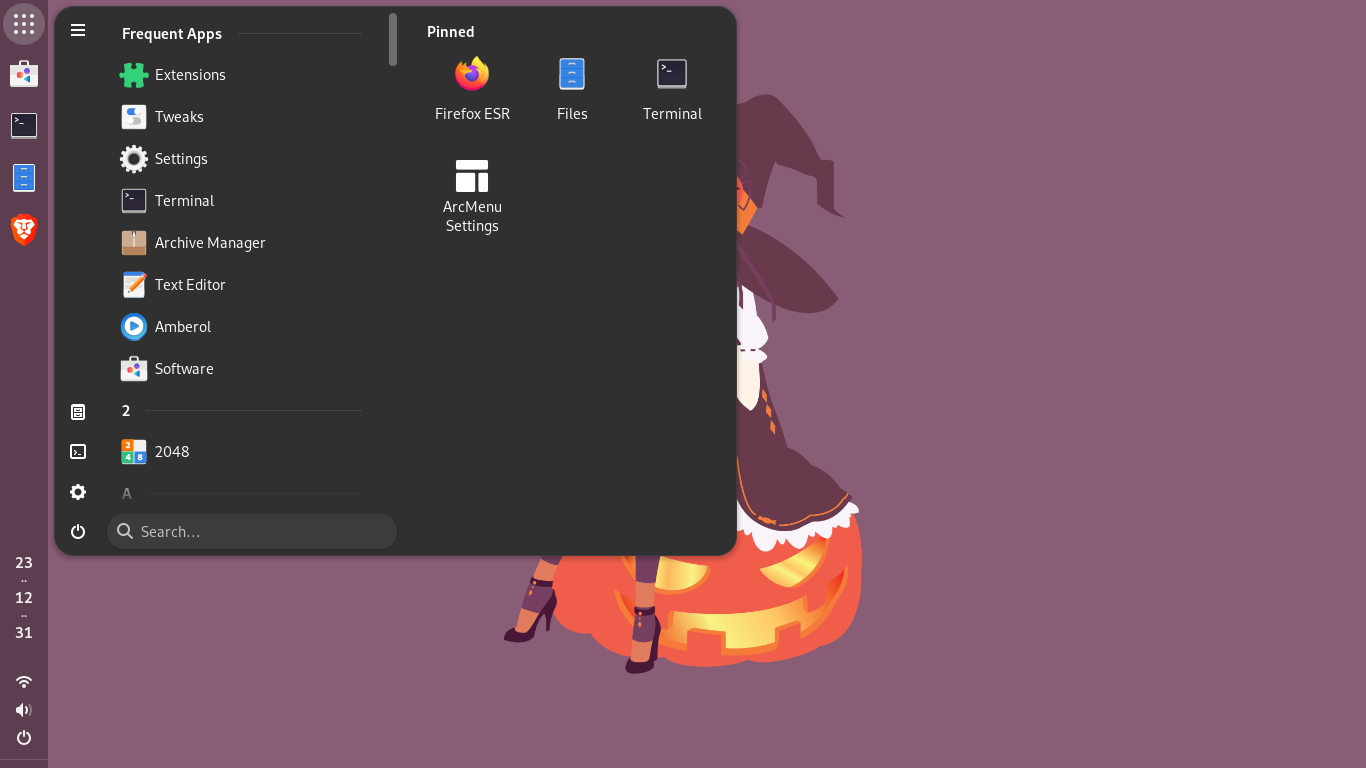 Frequent Apps
Extensions
Tweaks
Settings
Terminal
Archive Manager
Text Editor
Amberol
Software
2
2048
A
Search...
Pinned
Firefox ESR
Files
Terminal
ArcMenu
Settings
23
..
12
..
31